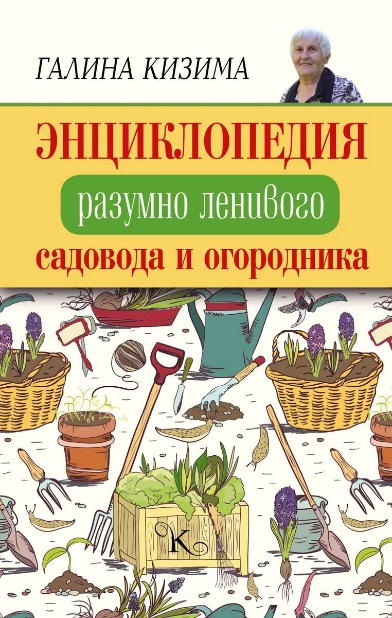 ГАЛИНА КИЗИМА
ЭНЦИКЛОПЕДИЯ
разумно ленивого
садовода и огородника
К